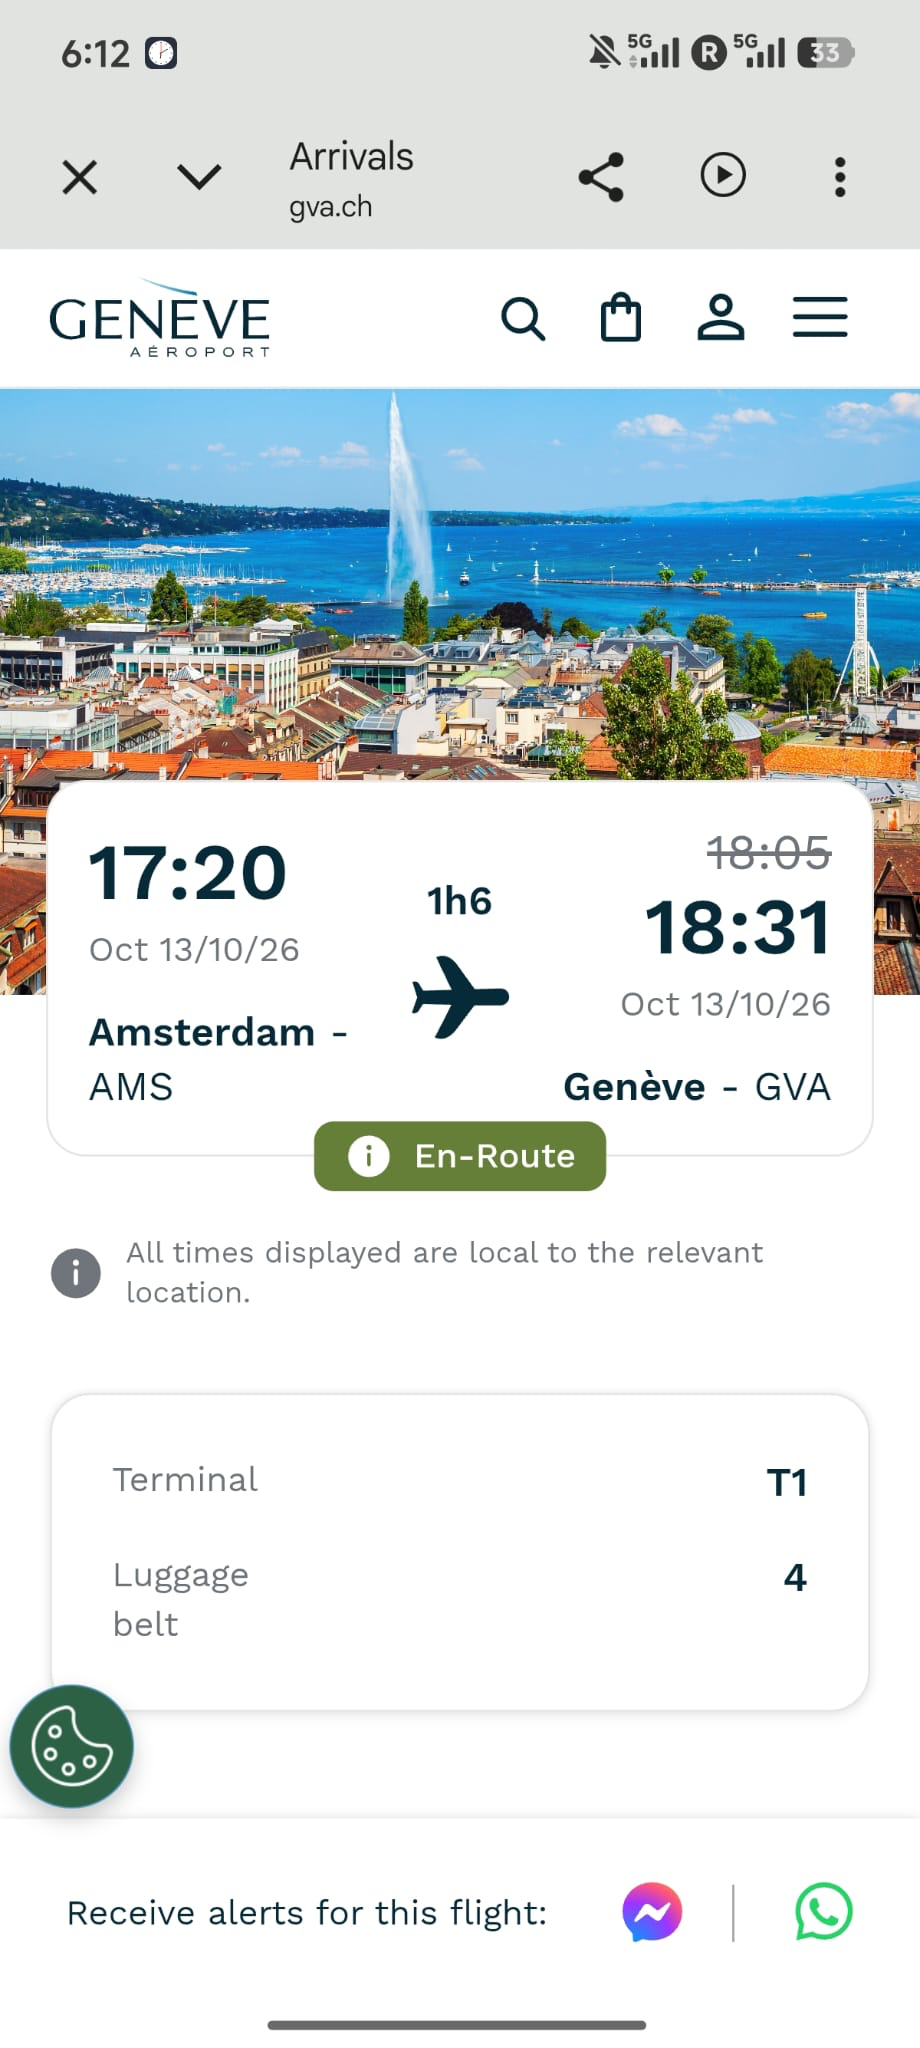 6:12
5G
R
5G
33
Arrivals
gva.ch
GENÈVE
AÉROPORT
17:20
Oct 13/10/26
Amsterdam -
AMS
1h6
18:05
18:31
Oct 13/10/26
Genève - GVA
En-Route
All times displayed are local to the relevant
location.
Terminal
T1
Luggage
belt
4
Receive alerts for this flight: